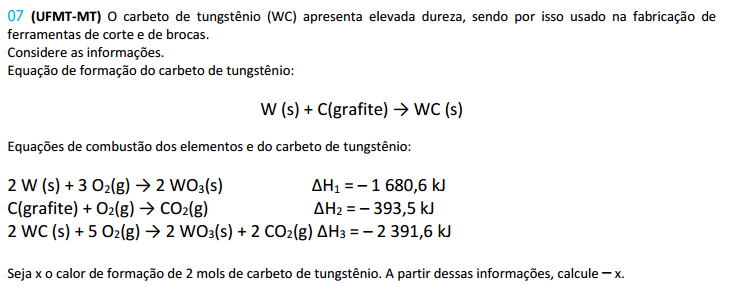 07 (UFMT-MT) O carbeto de tungstênio (WC) apresenta elevada dureza, sendo por isso usado na fabricação de
ferramentas de corte e de brocas.
Considere as informações.
Equação de formação do carbeto de tungstênio:
W (s) + C(grafite) → WC (s)
Equações de combustão dos elementos e do carbeto de tungstênio:
2 W (s) + 3 O₂(g) → 2 WO₃(s) ΔH₁ = – 1 680,6 kJ
C(grafite) + O₂(g) → CO₂(g) ΔH₂ = – 393,5 kJ
2 WC (s) + 5 O₂(g) → 2 WO₃(s) + 2 CO₂(g) ΔH₃ = – 2 391,6 kJ
Seja x o calor de formação de 2 mols de carbeto de tungstênio. A partir dessas informações, calcule – x.